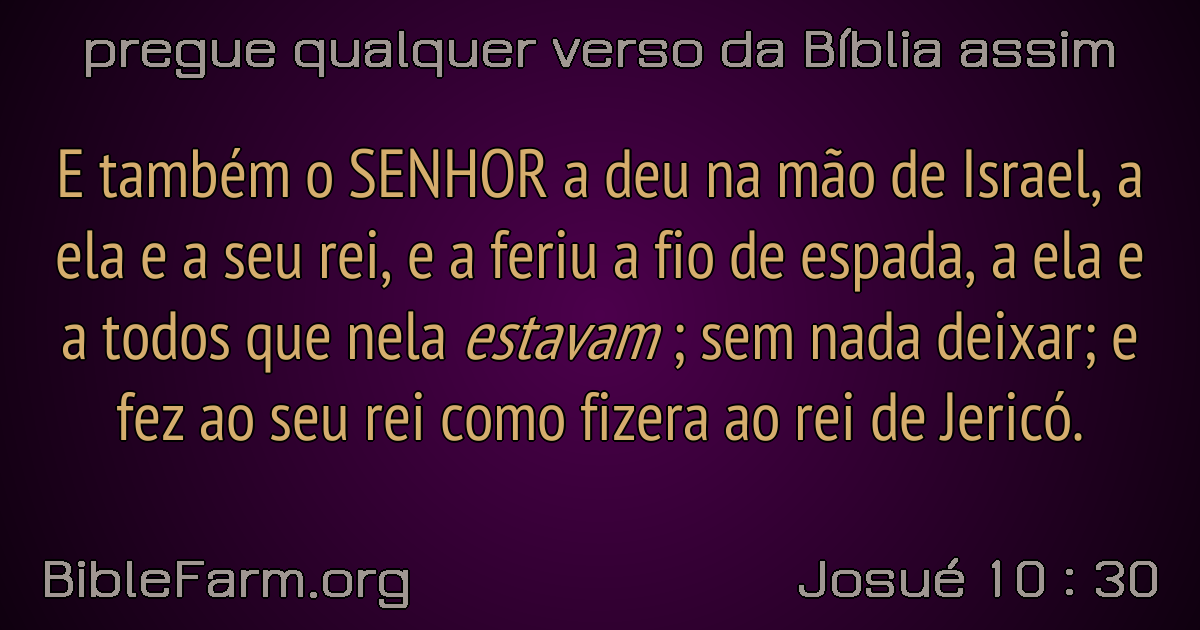 pregue qualquer verso da Bíblia assim
E também o SENHOR a deu na mão de Israel, a
ela e a seu rei, e a feriu a fio de espada, a ela e
a todos que nela estavam ; sem nada deixar; e
fez ao seu rei como fizera ao rei de Jericó.
BibleFarm.org
Josué 10 : 30